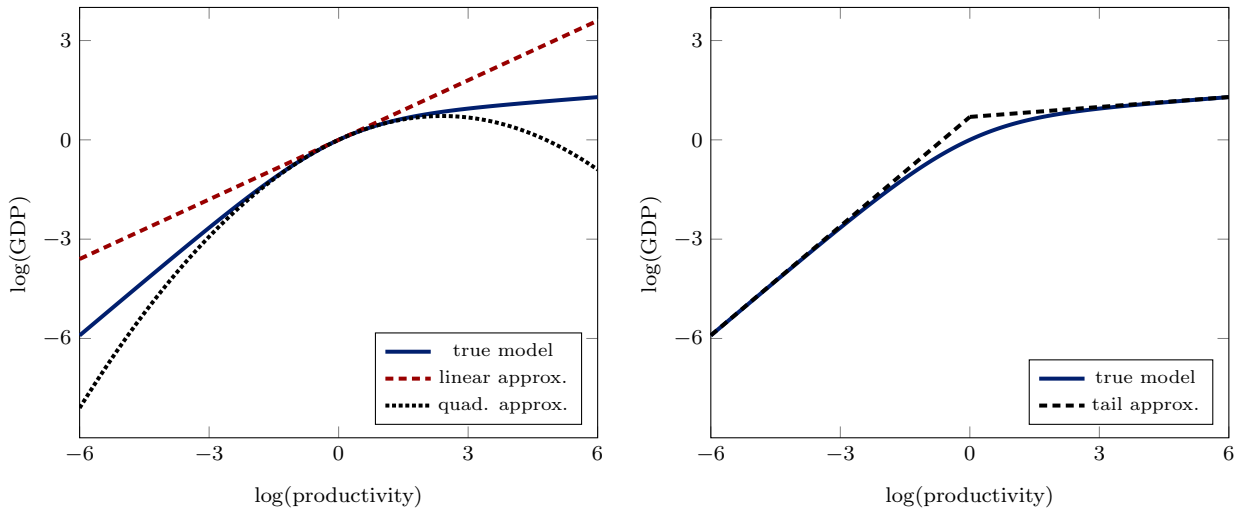 3
0
−3
−6
log(GDP)
−6
−3
0
3
6
log(productivity)
true model
linear approx.
quad. approx.
3
0
−3
−6
log(GDP)
−6
−3
0
3
6
log(productivity)
true model
tail approx.